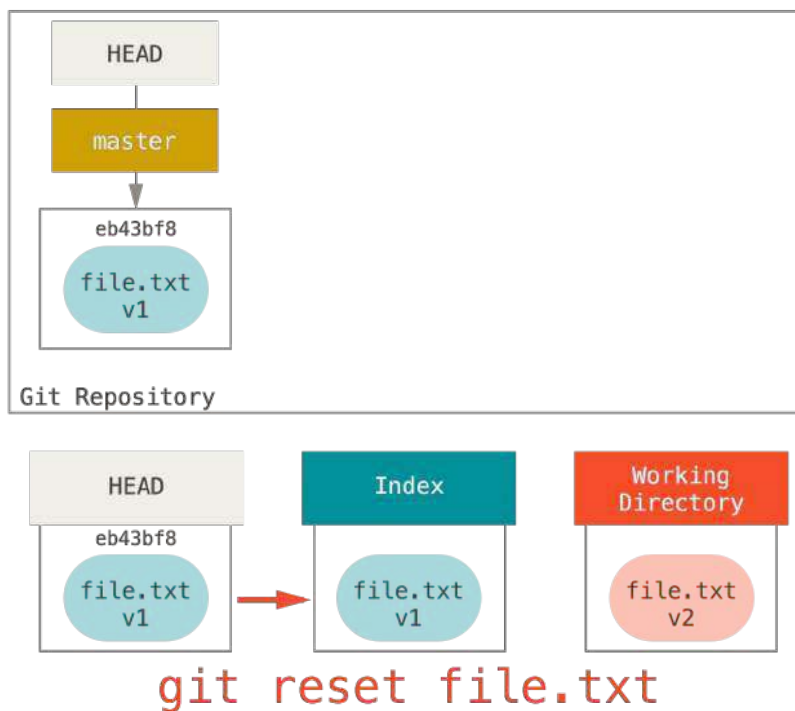 HEAD
master
eb43bf8
file.txt
v1
Git Repository
HEAD
Index
Working
Directory
eb43bf8
file.txt
v1
file.txt
v1
file.txt
v2
git reset file.txt